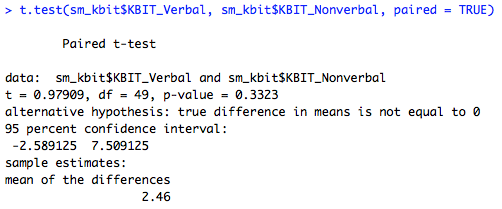 > t.test(sm_kbit$KBIT_Verbal, sm_kbit$KBIT_Nonverbal, paired = TRUE)
Paired t-test
data:  sm_kbit$KBIT_Verbal and sm_kbit$KBIT_Nonverbal
t = 0.97909, df = 49, p-value = 0.3323
alternative hypothesis: true difference in means is not equal to 0
95 percent confidence interval:
-2.589125  7.509125
sample estimates:
mean of the differences
2.46